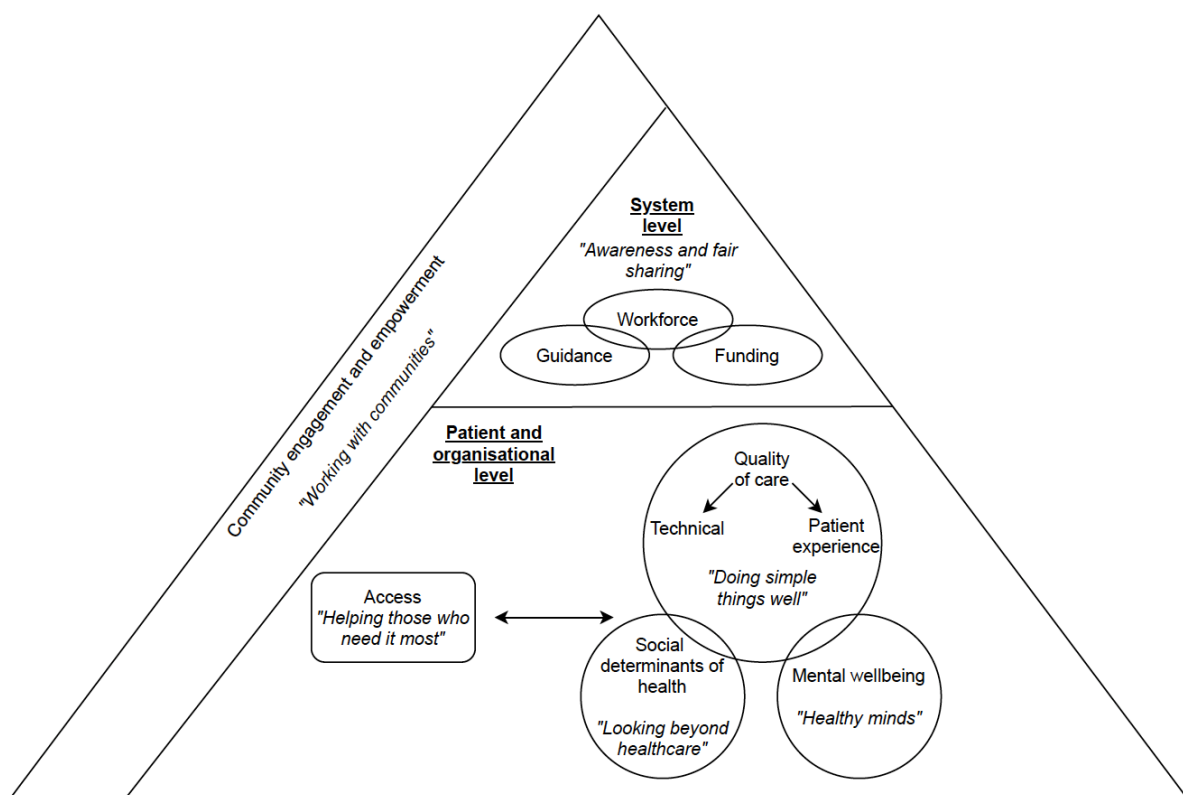 Community engagement and empowerment
"Working with communities"
System
level
"Awareness and fair
sharing"
Workforce
Guidance
Funding
Patient and
organisational
level
Quality
of care
Technical
Patient
experience
"Doing simple
things well"
Access
"Helping those who
need it most"
Social
determinants of
health
"Looking beyond
healthcare"
Mental wellbeing
"Healthy minds"